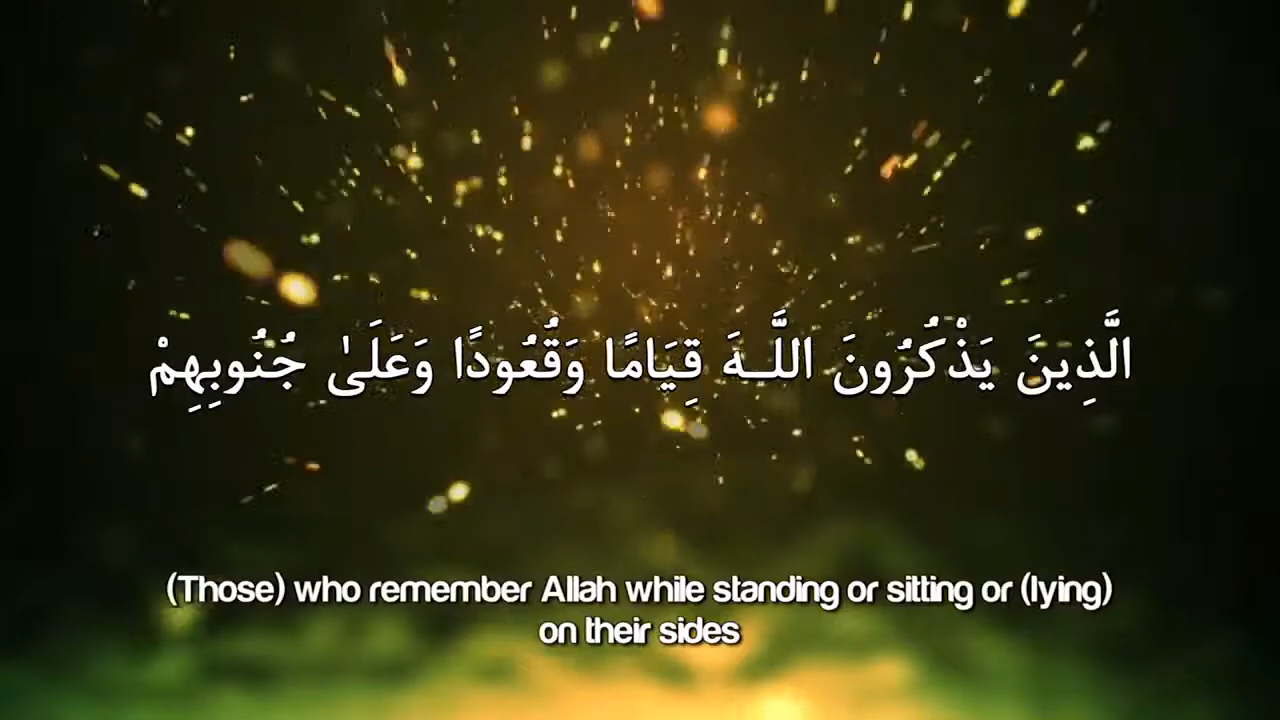 الَّذِينَ يَذْكُرُونَ اللَّـهَ قِيَامًا وَقُعُودًا وَعَلَىٰ جُنُوبِهِمْ
(Those) who remember Allah while standing or sitting or (lying)
on their sides